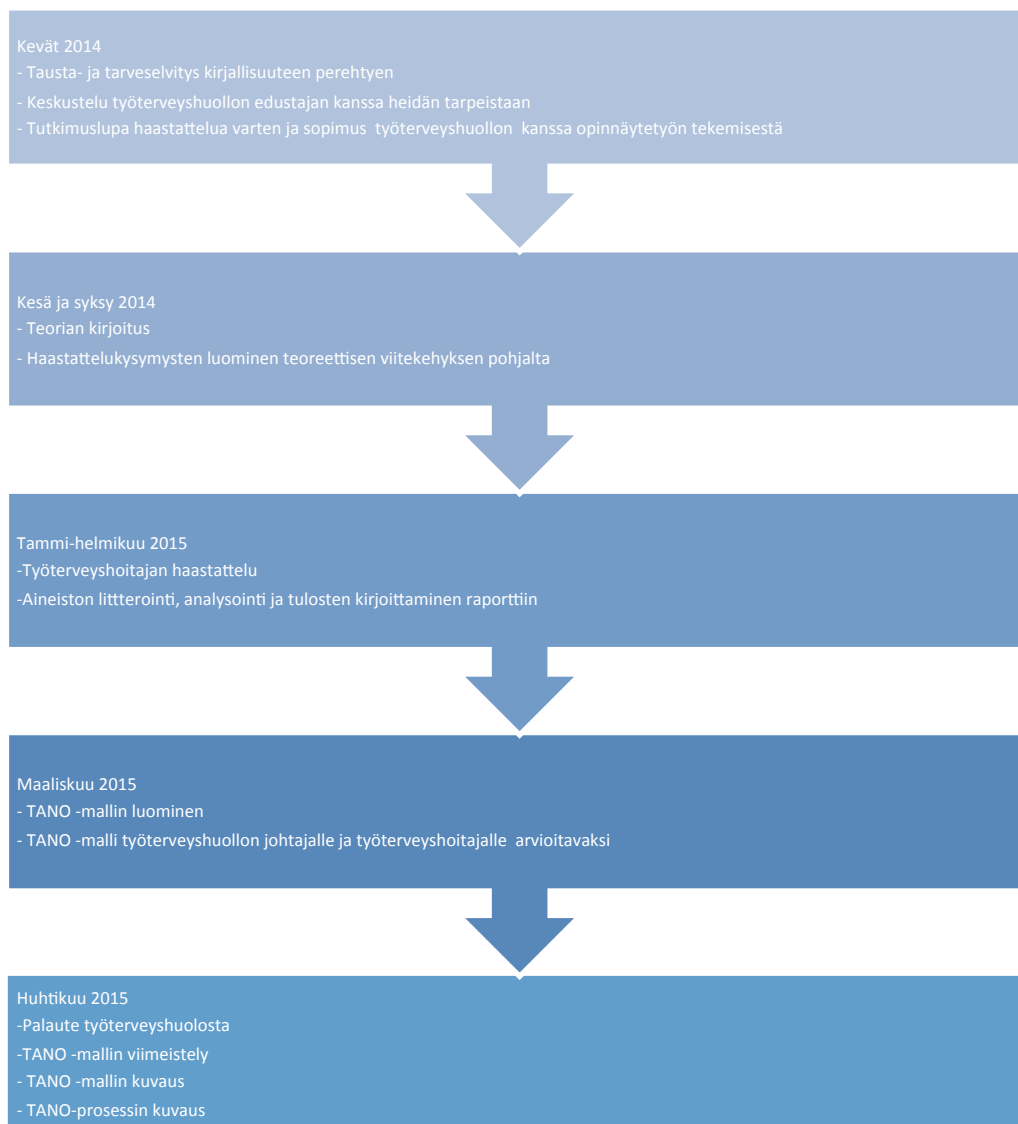 Kevät 2014
- Tausta- ja tarveselvitys kirjallisuuteen perehtyen
- Keskustelu työterveyshuollon edustajan kanssa heidän tarpeistaan
- Tutkimuslupa haastattelua varten ja sopimus työterveyshuollon kanssa opinnäytetyön tekemisestä
Kesä ja syksy 2014
- Teorian kirjoitus
- Haastattelukysymysten luominen teoreettisen viitekehyksen pohjalta
Tammi-helmikuu 2015
-Työterveyshoitajan haastattelu
-Aineiston littterointi, analysointi ja tulosten kirjoittaminen raporttiin
Maaliskuu 2015
- TANO -mallin luominen
- TANO -malli työterveyshuollon johtajalle ja työterveyshoitajalle arvioitavaksi
Huhtikuu 2015
-Palaute työterveyshuolosta
-TANO -mallin viimeistely
- TANO -mallin kuvaus
- TANO-prosessin kuvaus